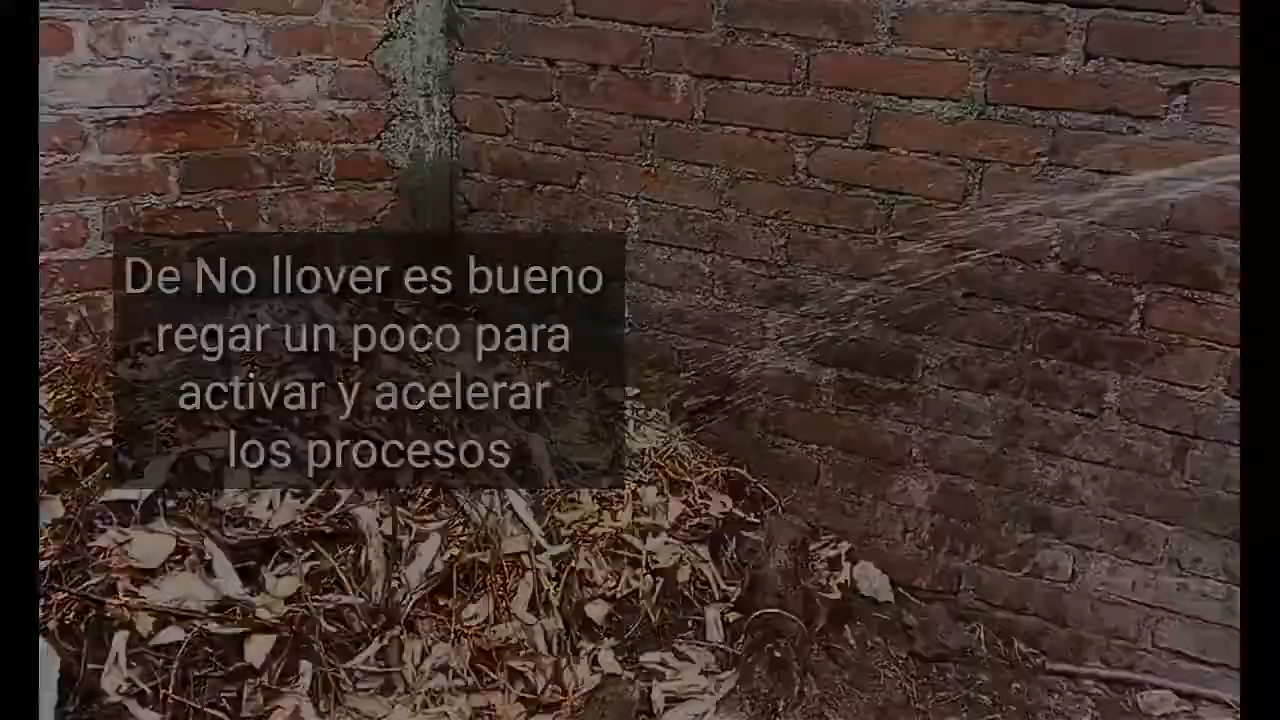 De No llover es bueno
regar un poco para
activar y acelerar
los procesos